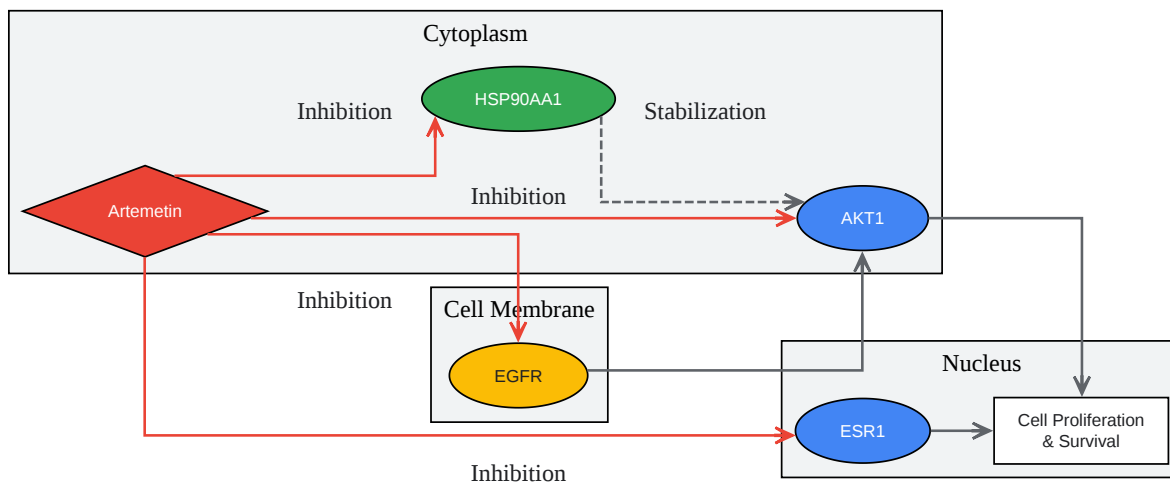 Cytoplasm
HSP90AA1
Inhibition
Stabilization
Inhibition
Artemetin
AKT1
Inhibition
Cell Membrane
EGFR
Nucleus
ESR1
Cell Proliferation
& Survival
Inhibition